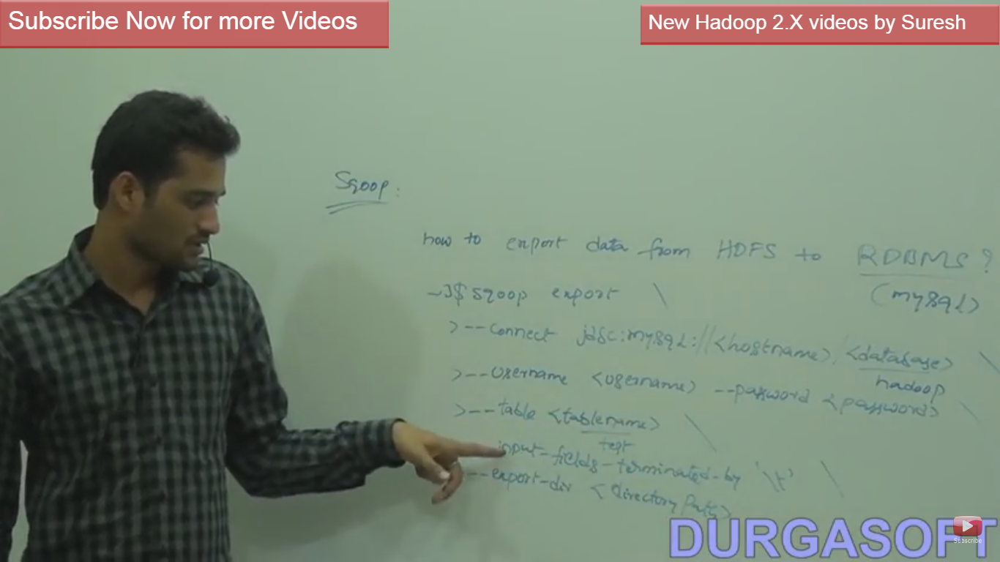 Subscribe Now for more Videos
New Hadoop 2.X videos by Suresh
Sqoop :
how to export data from HDFS to RDBMS ?
(mysql)
~]$ sqoop export \
>--connect jdbc:mysql://<hostname>/<database> \
hadoop
>--username <username> --password <password> \
>--table <tablename> \
test
input-fields-terminated-by '\t' \
--export-dir <directory path>
DURGASOFT
Subscribe